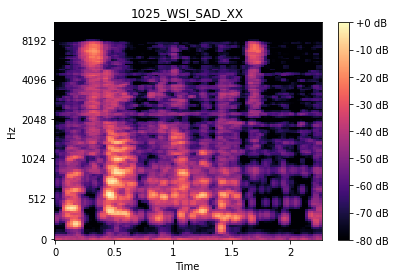 1025_WSI_SAD_XX
+0 dB
8192
-10 dB
4096
-20 dB
-30 dB
2048
Hz
-40 dB
1024
-50 dB
512
-60 dB
-70 dB
0
-80 dB
0
0.5
1
1.5
2
Time